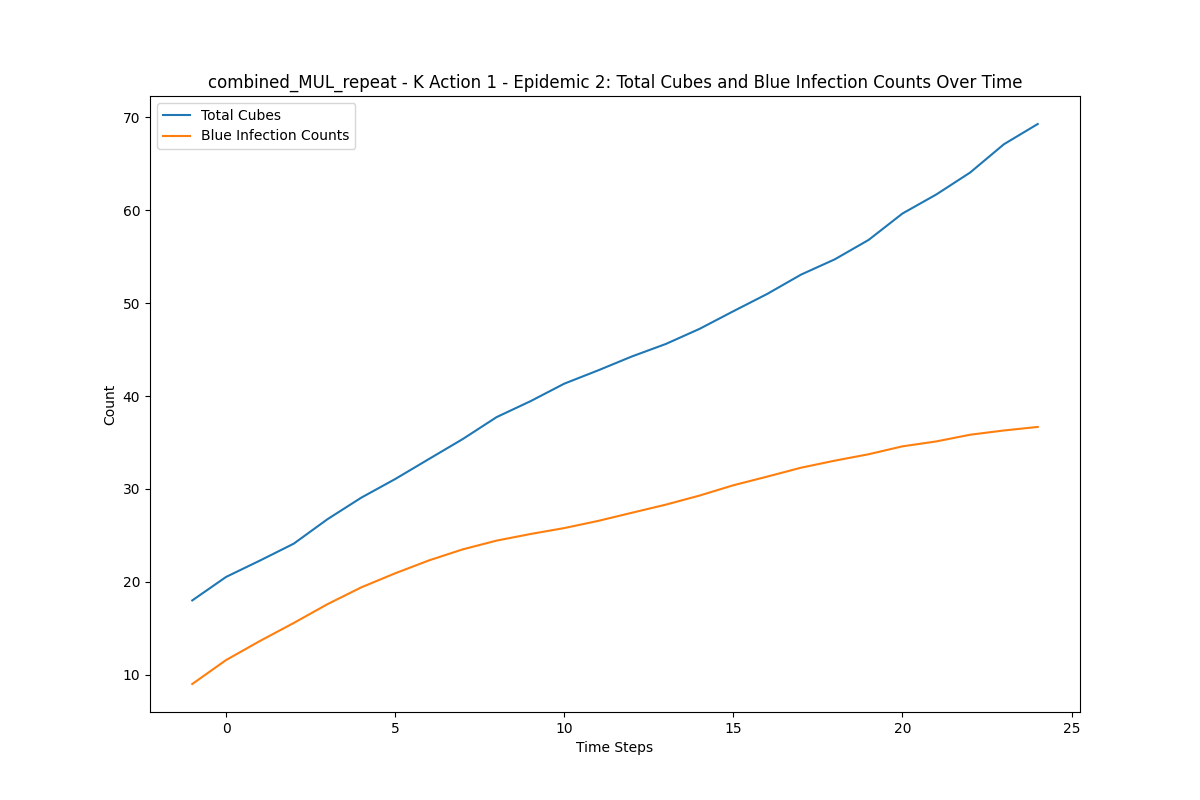 combined_MUL_repeat - K Action 1 - Epidemic 2: Total Cubes and Blue Infection Counts Over Time
Total Cubes
Blue Infection Counts
70
60
50
40
30
20
10
Count
0 5 10 15 20 25
Time Steps